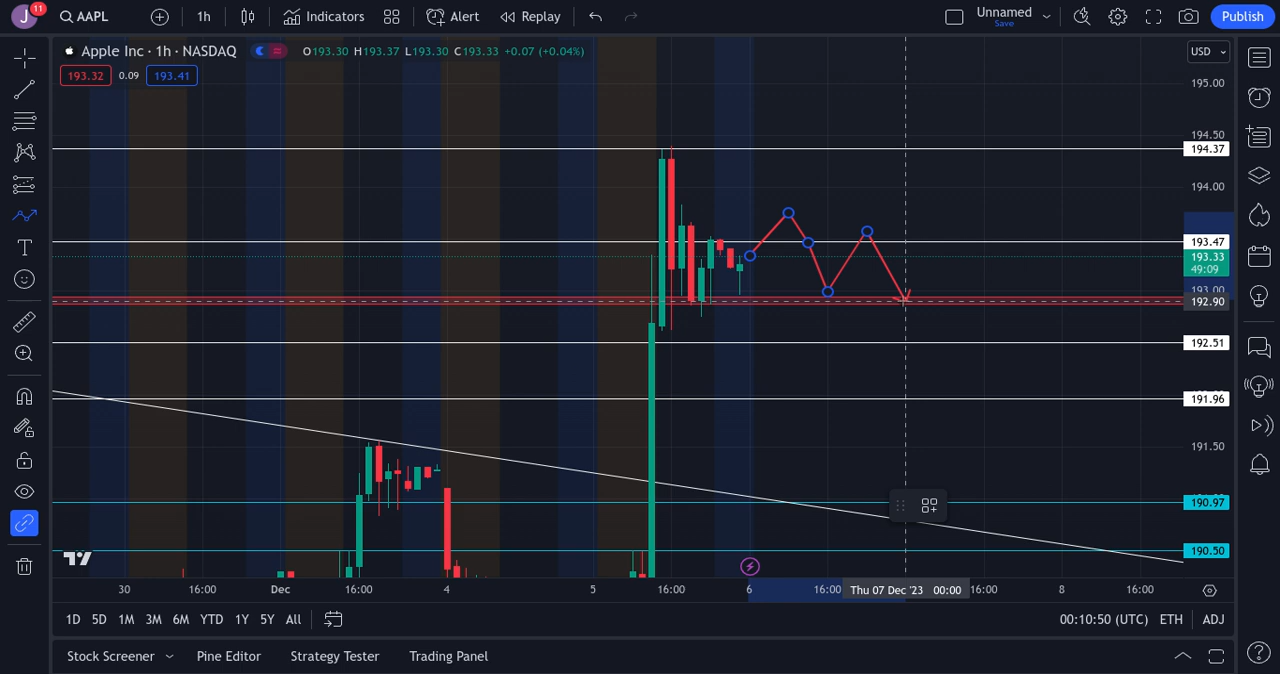 J 11 AAPL 1h Indicators Alert Replay Unnamed Save Publish
Apple Inc · 1h · NASDAQ O193.30 H193.37 L193.30 C193.33 +0.07 (+0.04%) USD
193.32 0.09 193.41
195.00
194.50
194.37
194.00
193.47
193.33
49:09
193.00
192.90
192.51
191.96
191.50
190.97
190.50
30 16:00 Dec 16:00 4 5 16:00 6 16:00 Thu 07 Dec '23 00:00 16:00 8 16:00
1D 5D 1M 3M 6M YTD 1Y 5Y All 00:10:50 (UTC) ETH ADJ
Stock Screener Pine Editor Strategy Tester Trading Panel